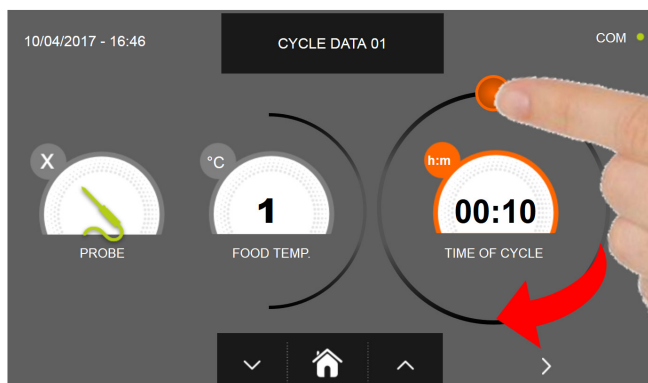 10/04/2017 - 16:46
CYCLE DATA 01
COM
X
°C
h:m
1
00:10
PROBE
FOOD TEMP.
TIME OF CYCLE